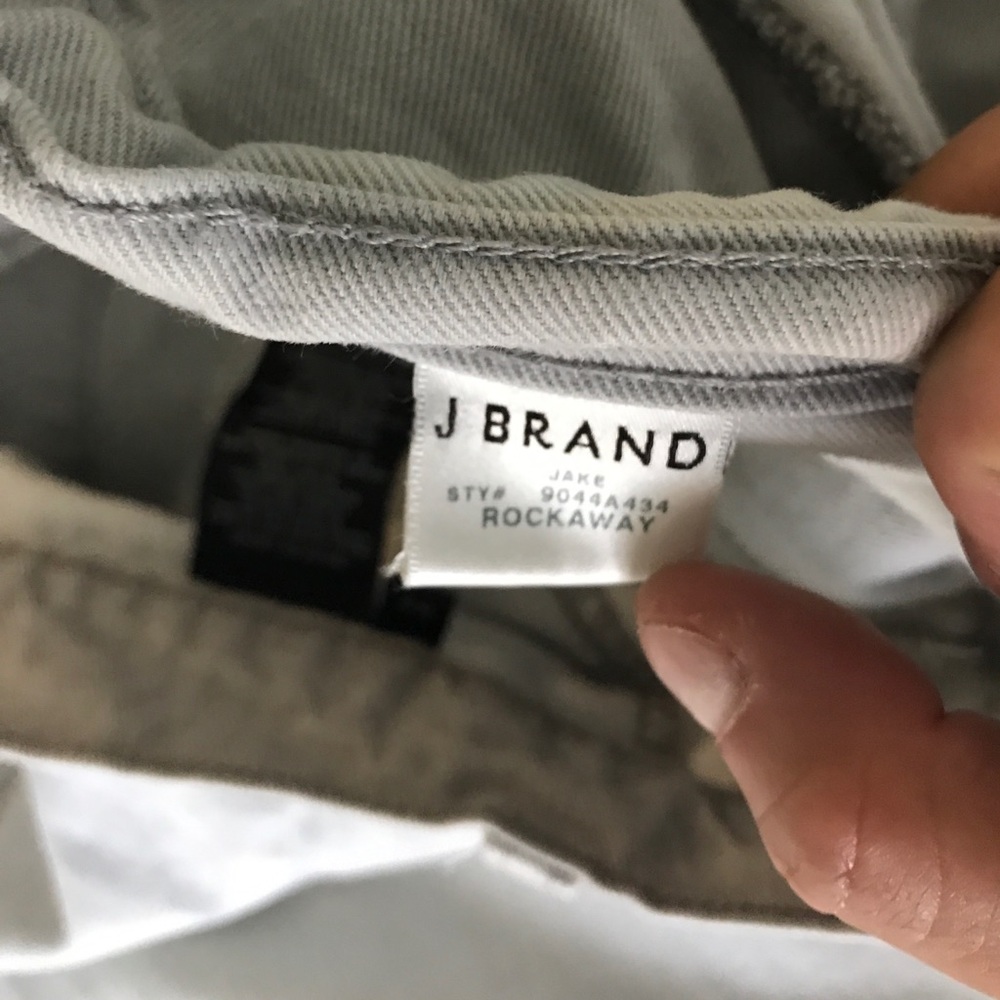 J BRAND
JAKE
STY# 9044A434
ROCKAWAY